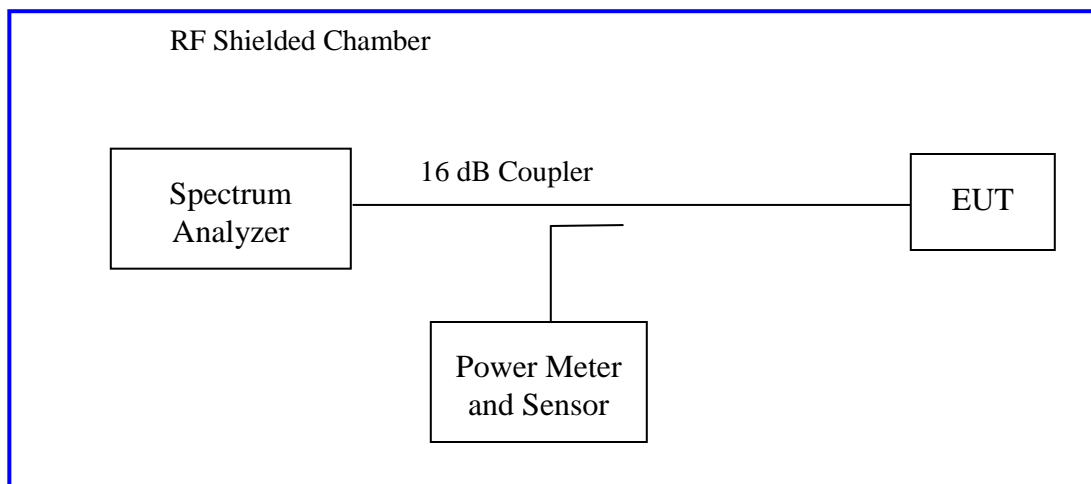 RF Shielded Chamber
16 dB Coupler
Spectrum
Analyzer
EUT
Power Meter
and Sensor